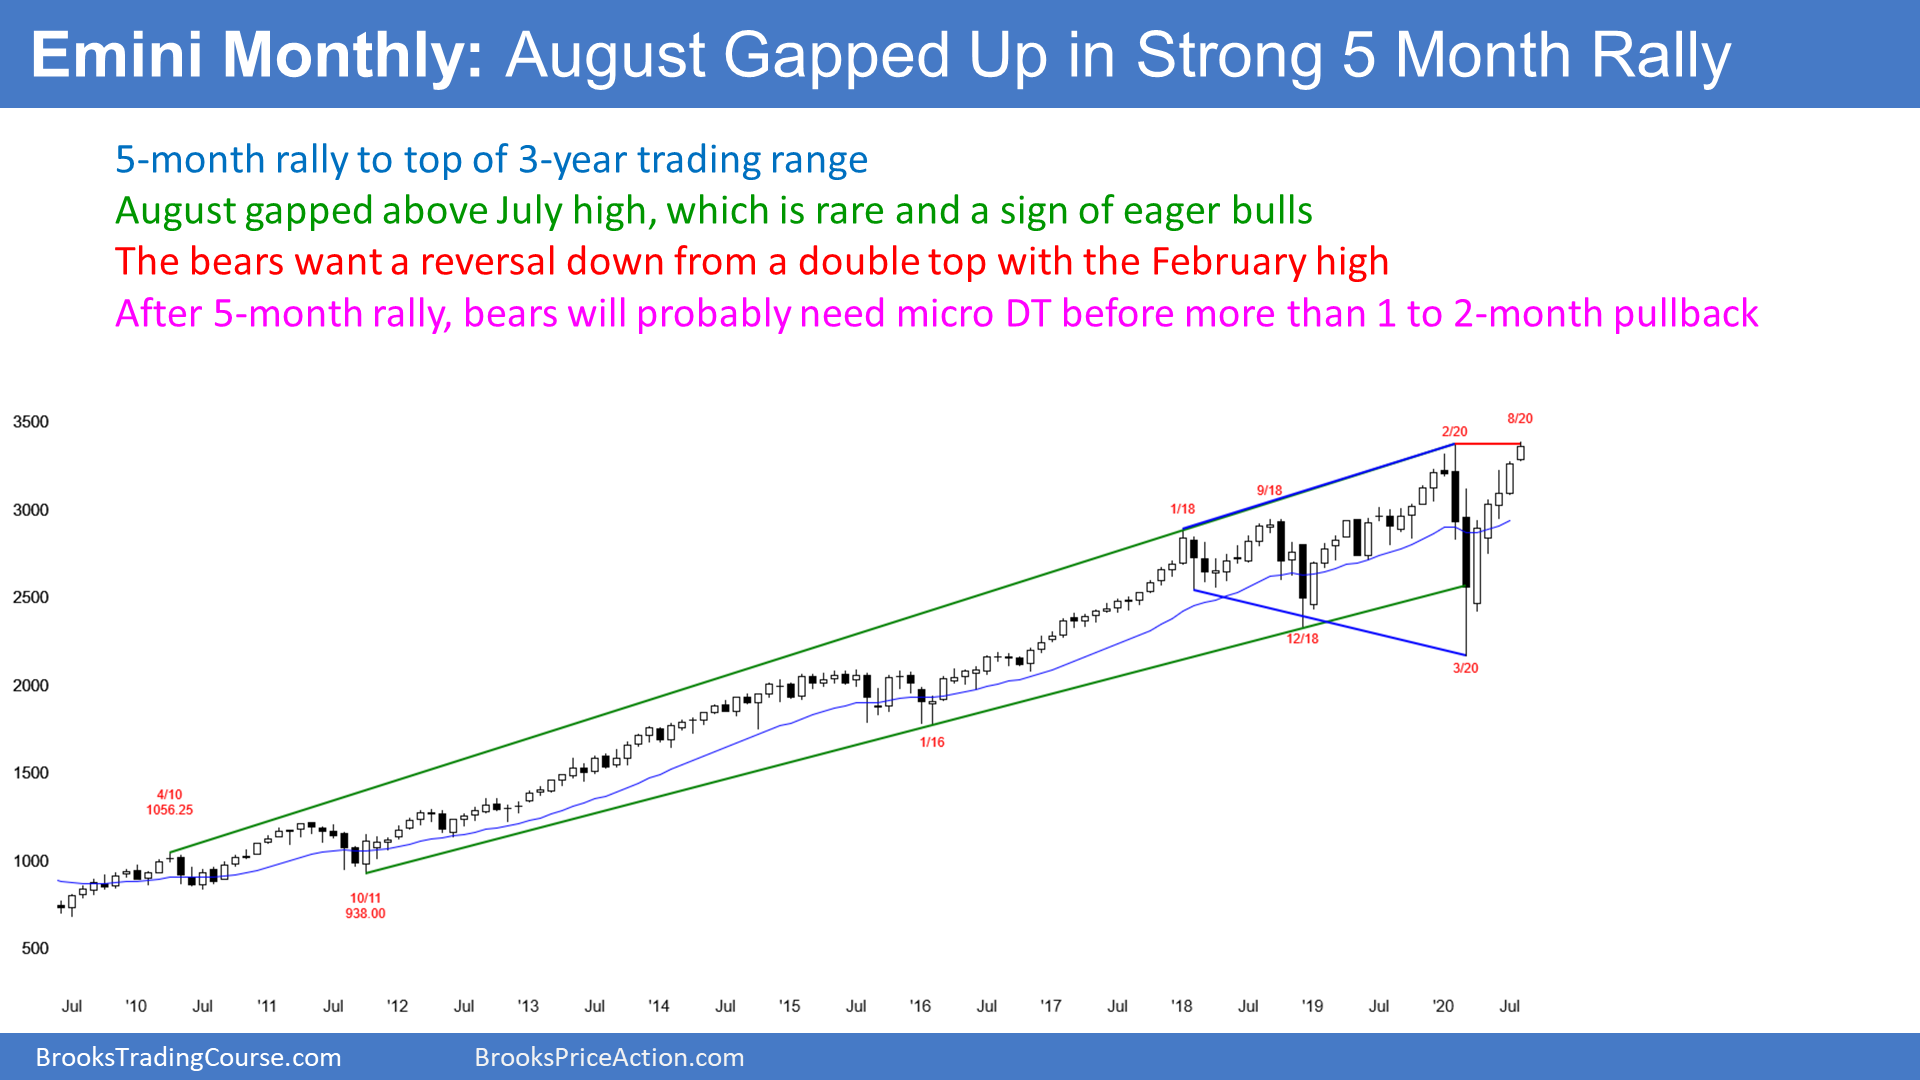 Emini Monthly: August Gapped Up in Strong 5 Month Rally
5-month rally to top of 3-year trading range
August gapped above July high, which is rare and a sign of eager bulls
The bears want a reversal down from a double top with the February high
After 5-month rally, bears will probably need micro DT before more than 1 to 2-month pullback
3500
3000
2500
2000
1500
1000
500
4/10
1056.25
10/11
938.00
1/16
1/18
9/18
12/18
2/20
3/20
8/20
Jul '10 Jul '11 Jul '12 Jul '13 Jul '14 Jul '15 Jul '16 Jul '17 Jul '18 Jul '19 Jul '20 Jul
BrooksTradingCourse.com BrooksPriceAction.com